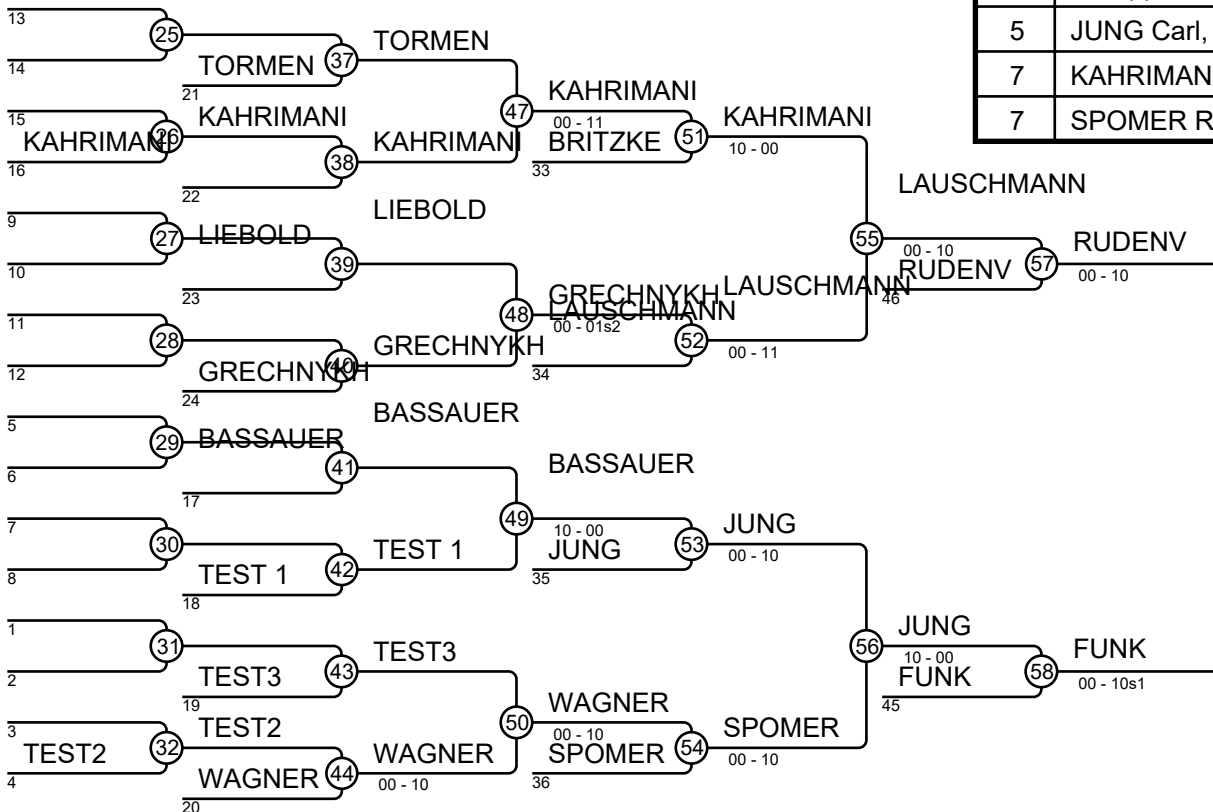 13
25
TORMEN
14
TORMEN
37
5 JUNG Carl,
21
KAHRIMANI
7 KAHRIMAN
15
KAHRIMANI
47
00 - 11
KAHRIMANI
KAHRIMANI
26
KAHRIMANI
BRITZKE
51
10 - 00
7 SPOMER R
16
38
33
22
LIEBOLD
LAUSCHMANN
9
27
LIEBOLD
55
00 - 10
RUDENV
10
39
RUDENV
57
00 - 10
23
GRECHNYKH
LAUSCHMANN
46
11
48
LAUSCHMANN
00 - 01s2
28
GRECHNYKH
52
00 - 11
12
GRECHNYKH
40
34
24
5
BASSAUER
29
BASSAUER
6
41
BASSAUER
17
7
49
10 - 00
JUNG
30
TEST 1
JUNG
53
00 - 10
8
TEST 1
42
35
18
1
JUNG
31
TEST3
56
10 - 00
FUNK
2
TEST3
43
FUNK
58
00 - 10s1
19
WAGNER
45
3
TEST2
50
00 - 10
SPOMER
TEST2
32
WAGNER
SPOMER
54
00 - 10
4
WAGNER
44
00 - 10
36
20